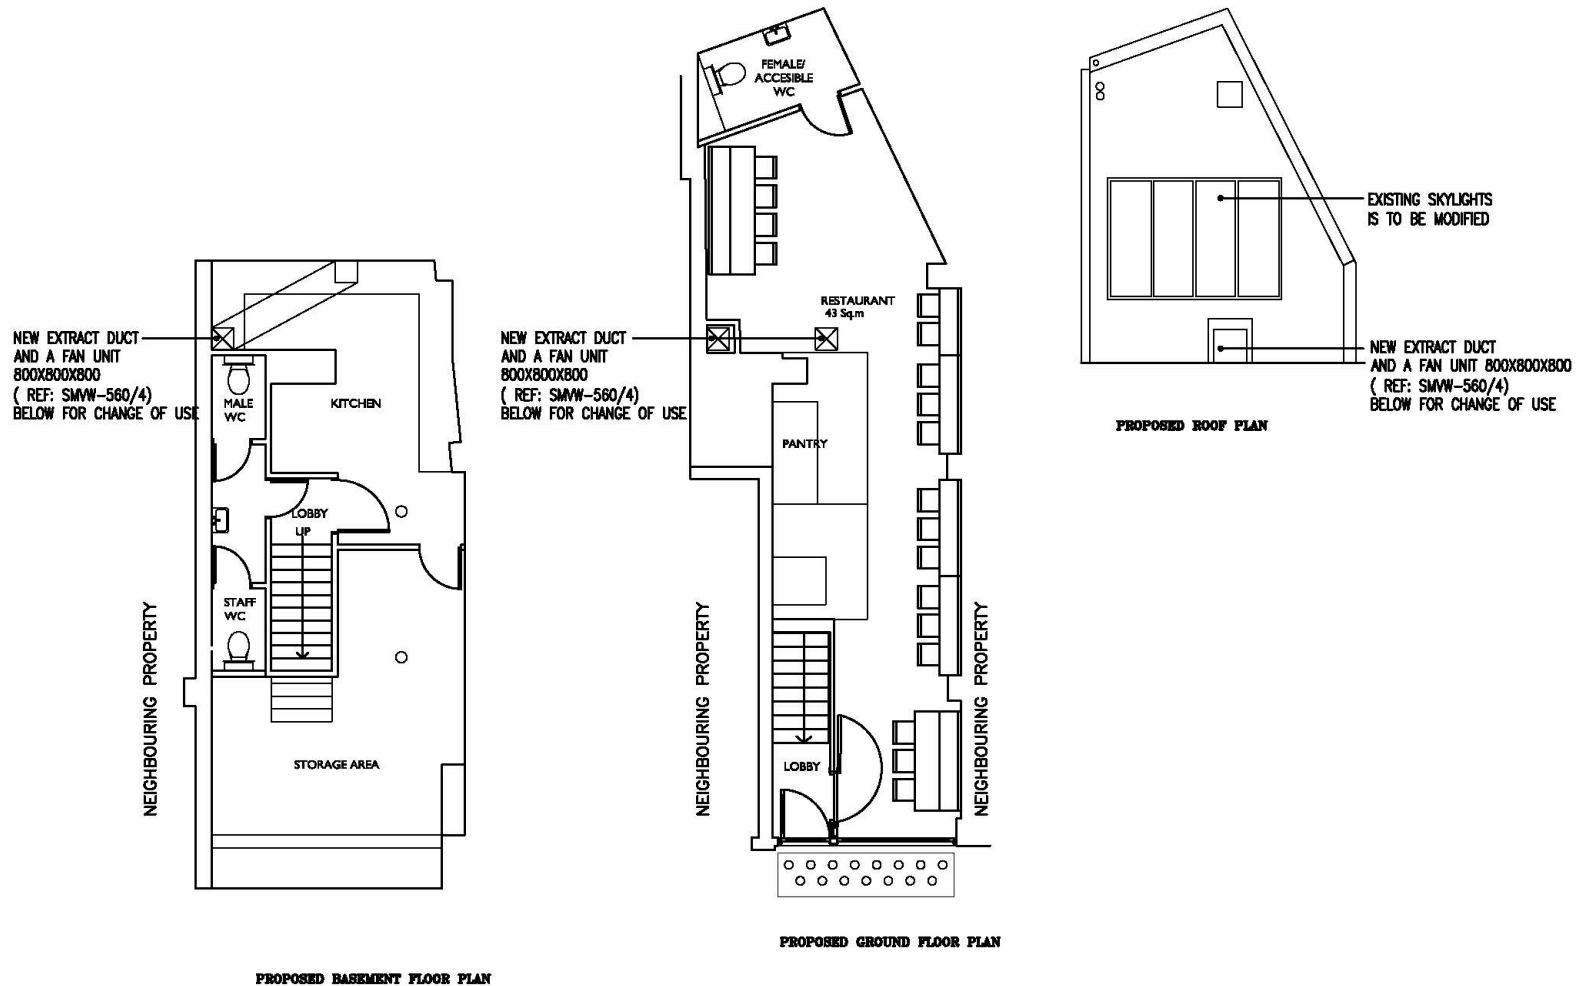 NEW EXTRACT DUCT
AND A FAN UNIT
800X800X800
( REF: SMVW-560/4)
BELOW FOR CHANGE OF USE
MALE
WC
KITCHEN
LOBBY
UP
STAFF
WC
STORAGE AREA
NEIGHBOURING PROPERTY
PROPOSED BASEMENT FLOOR PLAN
FEMALE/
ACCESIBLE
WC
RESTAURANT
43 Sq.m
NEW EXTRACT DUCT
AND A FAN UNIT
800X800X800
( REF: SMVW-560/4)
BELOW FOR CHANGE OF USE
PANTRY
NEIGHBOURING PROPERTY
NEIGHBOURING PROPERTY
LOBBY
PROPOSED GROUND FLOOR PLAN
EXISTING SKYLIGHTS
IS TO BE MODIFIED
NEW EXTRACT DUCT
AND A FAN UNIT 800X800X800
( REF: SMVW-560/4)
BELOW FOR CHANGE OF USE
PROPOSED ROOF PLAN